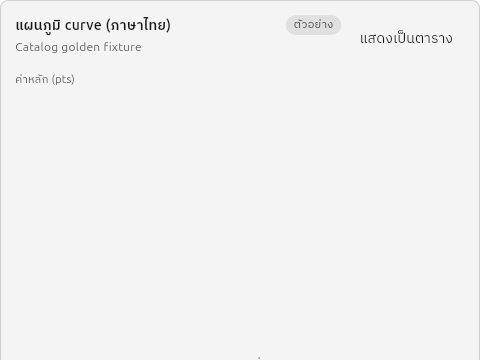 แผนภูมิ curve (ภาษาไทย)
ตัวอย่าง
แสดงเป็นตาราง
Catalog golden fixture
ค่าหลัก (pts)